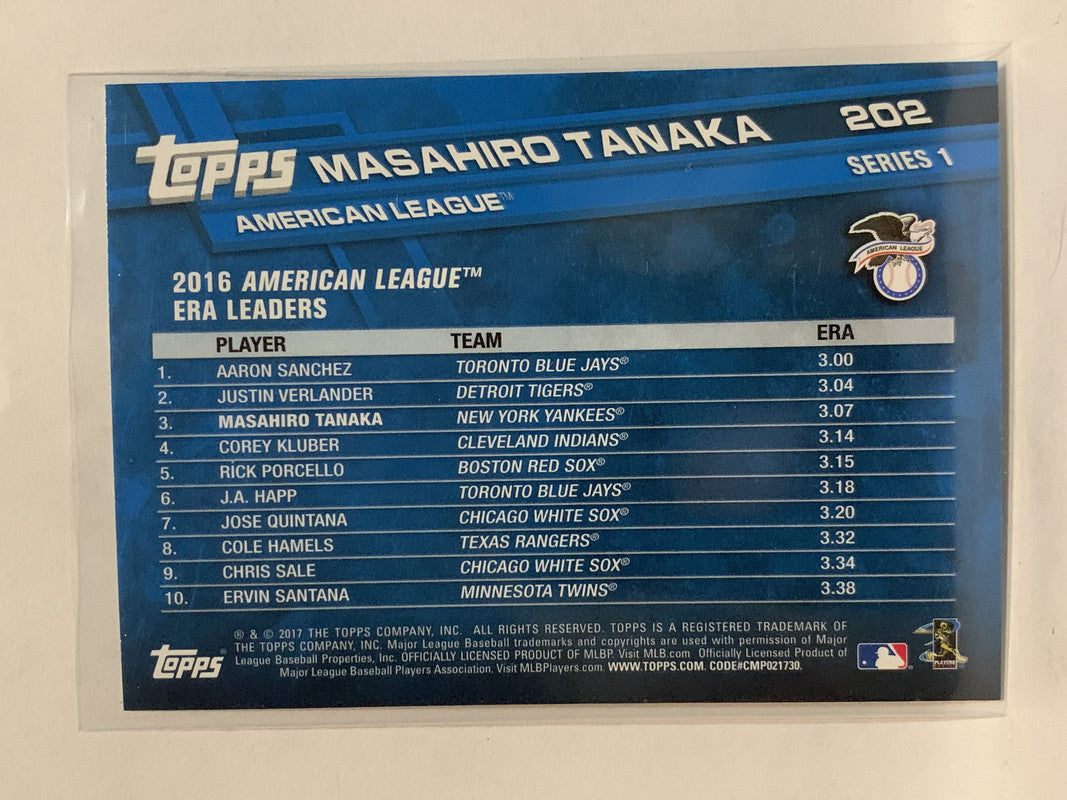 topps MASAHIRO TANAKA 202
AMERICAN LEAGUE™ SERIES 1
AMERICAN LEAGUE
2016 AMERICAN LEAGUE™
ERA LEADERS
PLAYER TEAM ERA
1. AARON SANCHEZ TORONTO BLUE JAYS® 3.00
2. JUSTIN VERLANDER DETROIT TIGERS® 3.04
3. MASAHIRO TANAKA NEW YORK YANKEES® 3.07
4. COREY KLUBER CLEVELAND INDIANS® 3.14
5. RICK PORCELLO BOSTON RED SOX® 3.15
6. J.A. HAPP TORONTO BLUE JAYS® 3.18
7. JOSE QUINTANA CHICAGO WHITE SOX® 3.20
8. COLE HAMELS TEXAS RANGERS® 3.32
9. CHRIS SALE CHICAGO WHITE SOX® 3.34
10. ERVIN SANTANA MINNESOTA TWINS® 3.38
® & © 2017 THE TOPPS COMPANY, INC. ALL RIGHTS RESERVED. TOPPS IS A REGISTERED TRADEMARK OF
THE TOPPS COMPANY, INC. Major League Baseball trademarks and copyrights are used with permission of Major
League Baseball Properties, Inc. OFFICIALLY LICENSED PRODUCT OF MLBP. Visit MLB.com. Officially Licensed Product of
Major League Baseball Players Association. Visit MLBPlayers.com. WWW.TOPPS.COM. CODE#CMP021730.
topps
PLAYERS